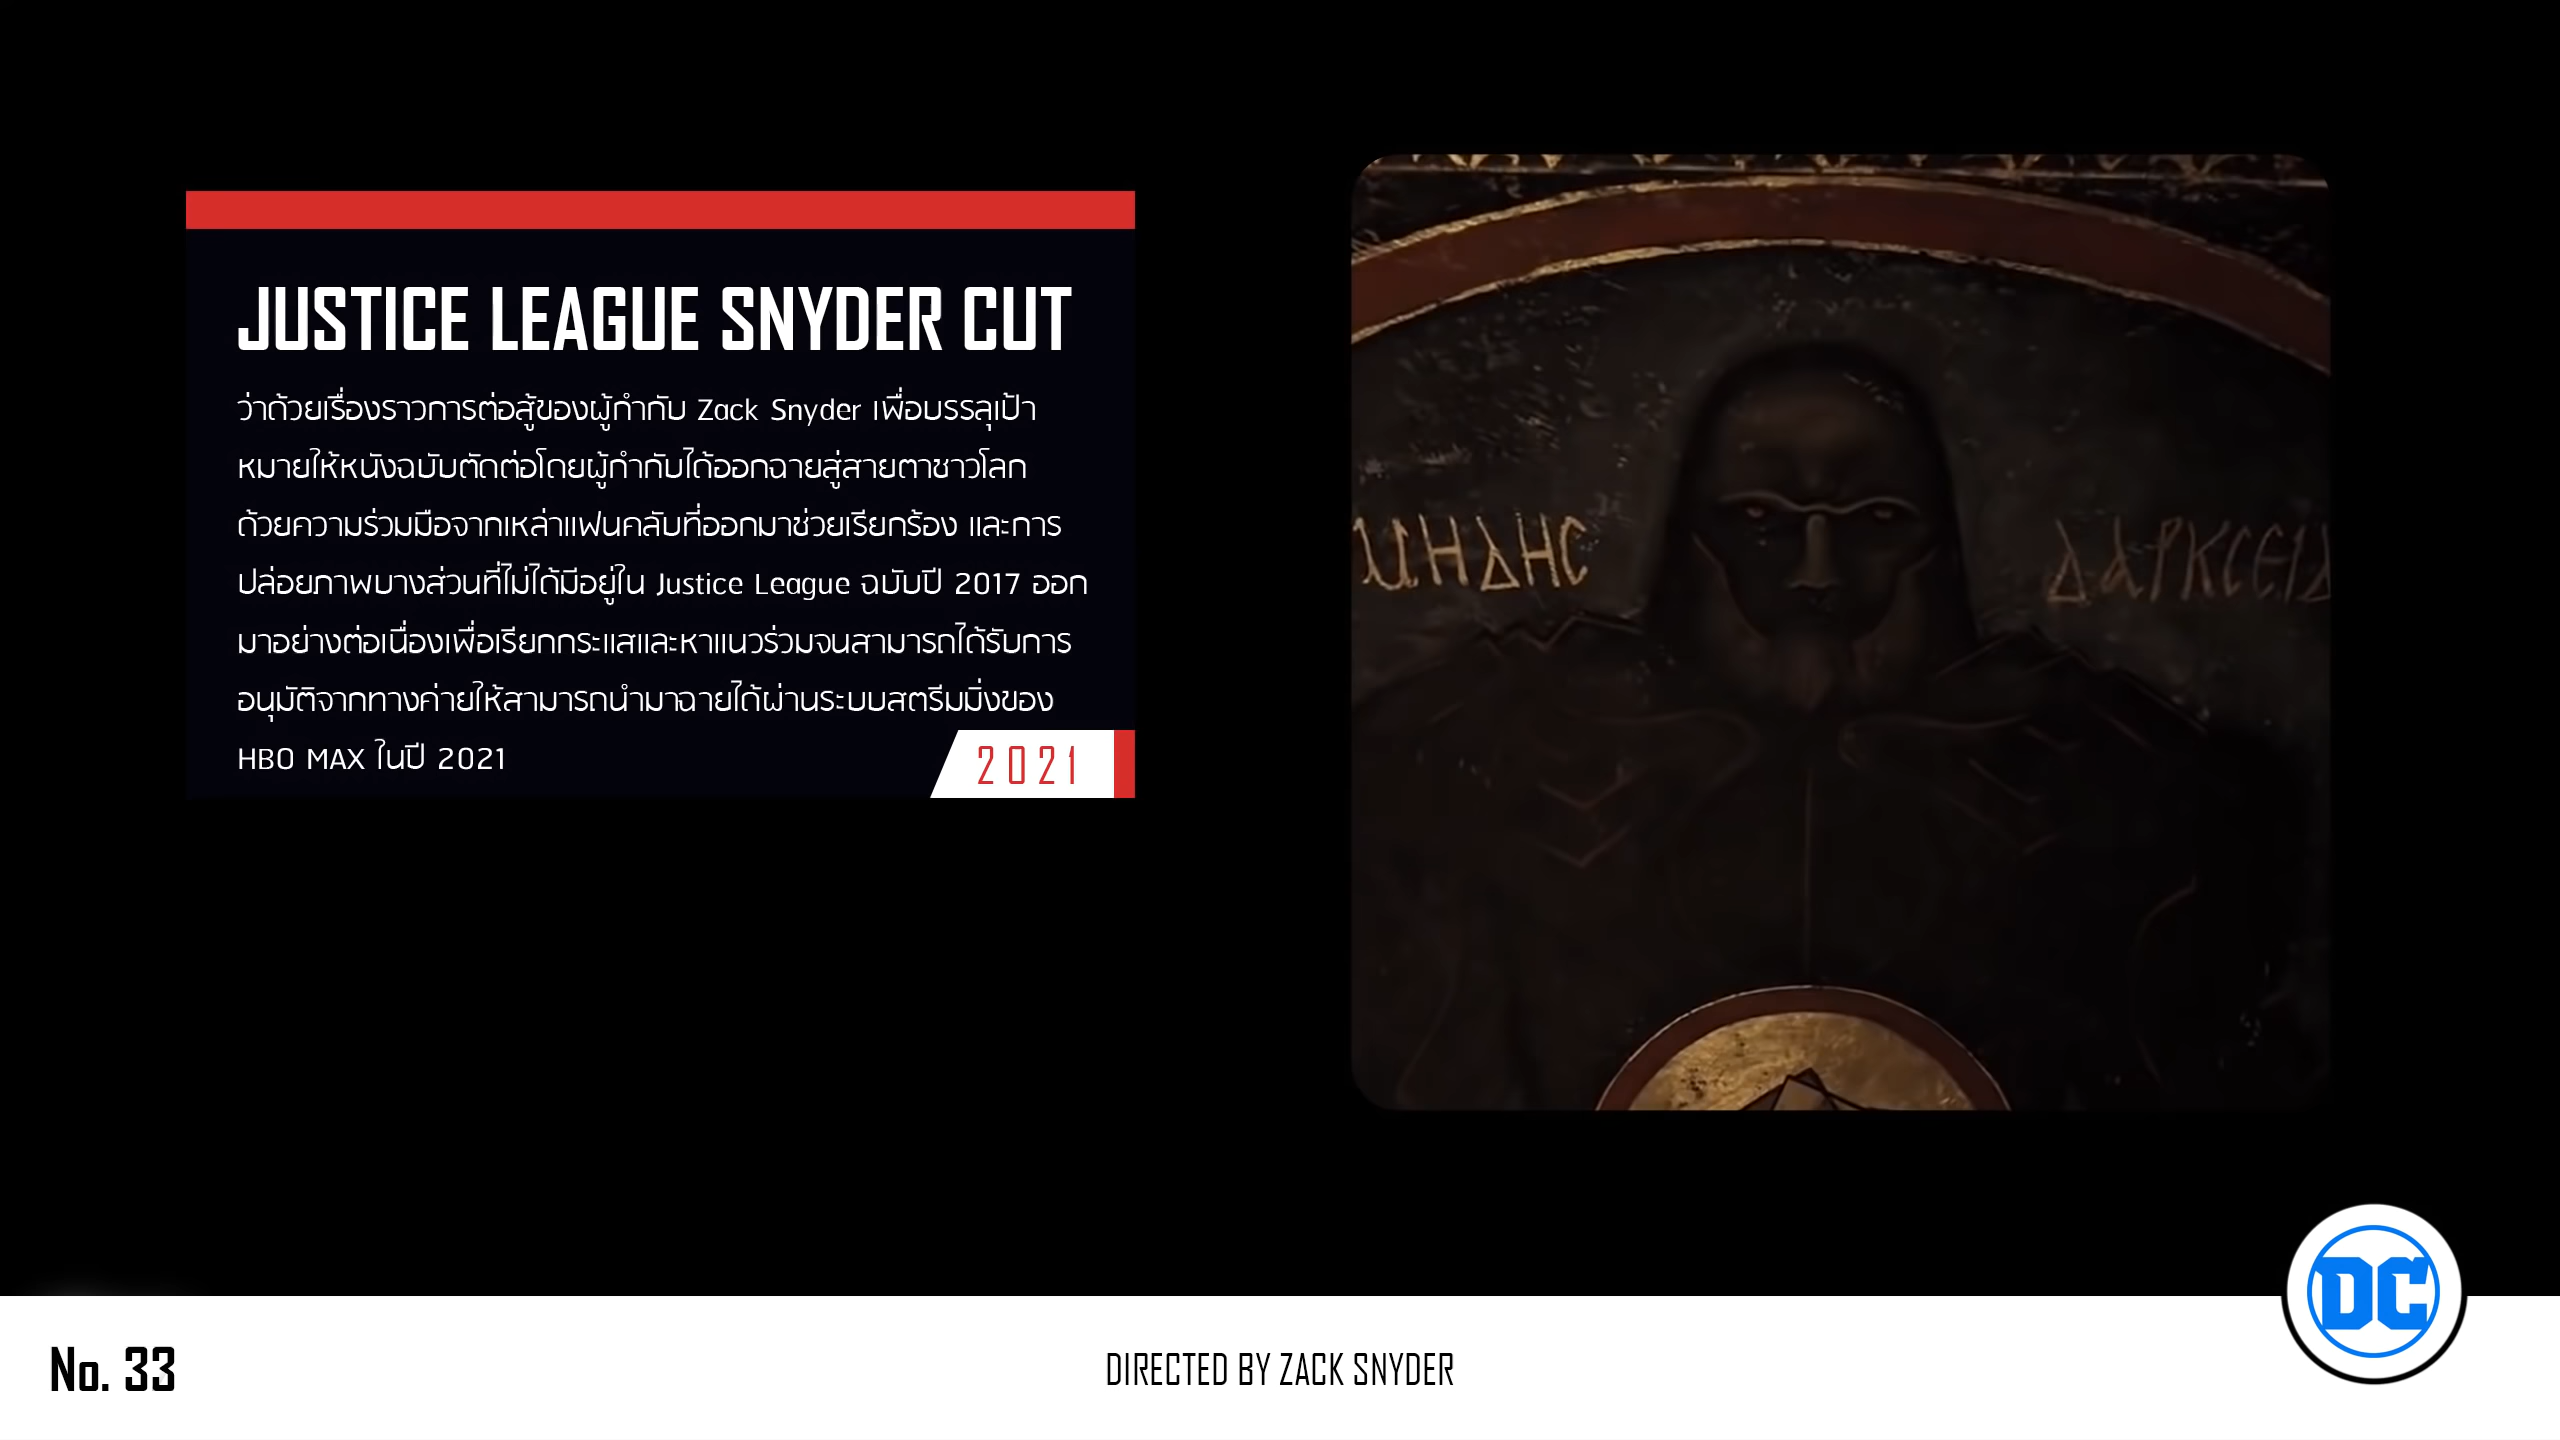 JUSTICE LEAGUE SNYDER CUT
ว่าด้วยเรื่องราวการต่อสู้ของผู้กำกับ Zack Snyder เพื่อบรรลุเป้า
หมายให้หนังฉบับตัดต่อโดยผู้กำกับได้ออกฉายสู่สายตาชาวโลก
ด้วยความร่วมมือจากเหล่าแฟนคลับที่ออกมาช่วยเรียกร้อง และการ
ปล่อยภาพบางส่วนที่ไม่ได้มีอยู่ใน Justice League ฉบับปี 2017 ออก
มาอย่างต่อเนื่องเพื่อเรียกกระแสและหาแนวร่วมจนสามารถได้รับการ
อนุมัติจากทางค่ายให้สามารถนำมาฉายได้ผ่านระบบสตรีมมิ่งของ
HBO MAX ในปี 2021
2021
No. 33
DIRECTED BY ZACK SNYDER
DC